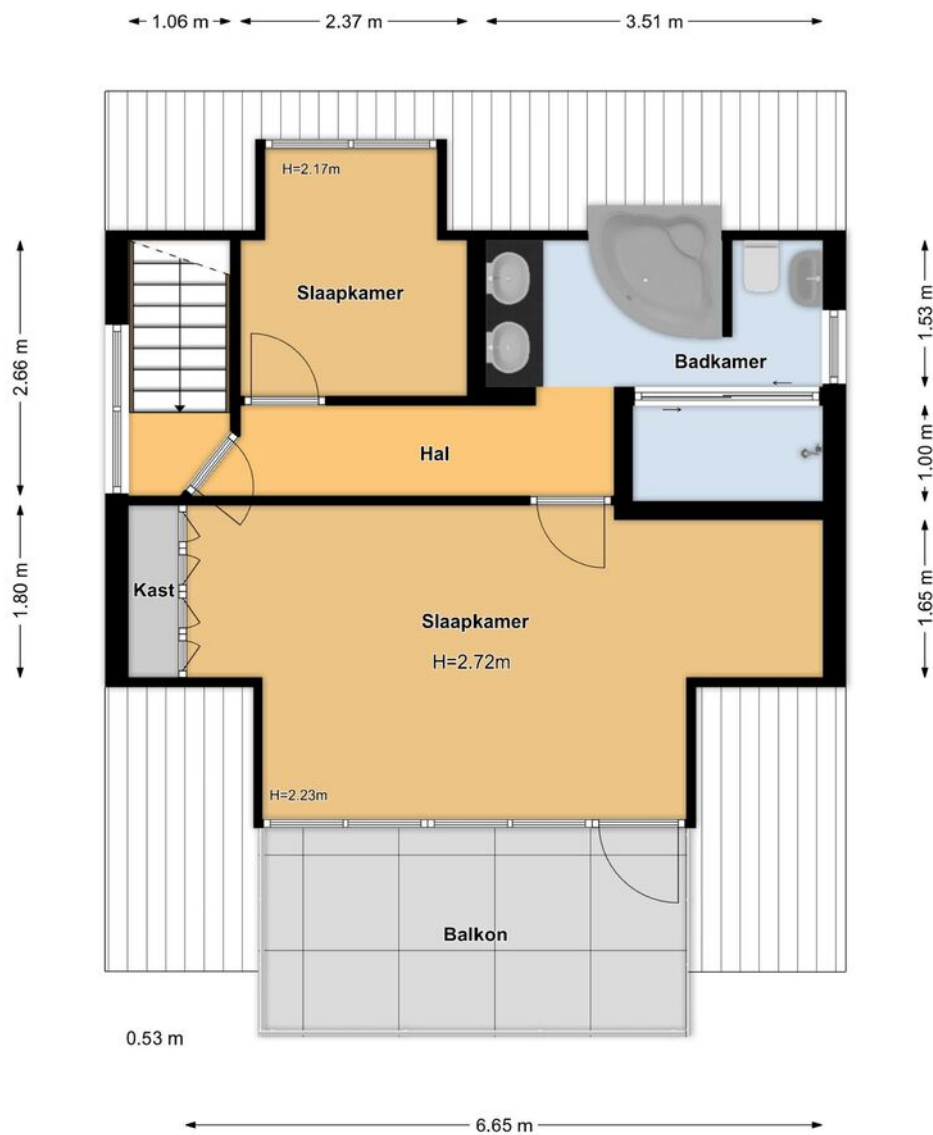 1.06 m
2.37 m
3.51 m
H=2.17m
Slaapkamer
Badkamer
2.66 m
1.53 m
Hal
1.00 m
Kast
1.80 m
Slaapkamer
H=2.72m
1.65 m
H=2.23m
Balkon
0.53 m
6.65 m